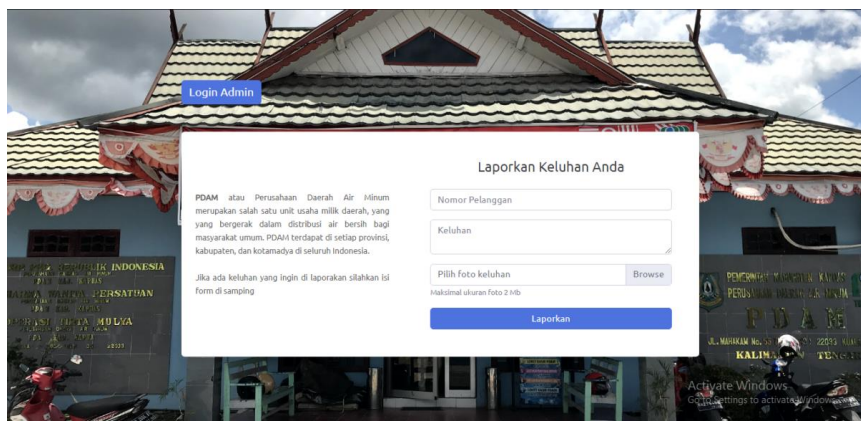 Login Admin
Laporkan Keluhan Anda
PDAM atau Perusahaan Daerah Air Minum
merupakan salah satu unit usaha milik daerah, yang
yang bergerak dalam distribusi air bersih bagi
masyarakat umum. PDAM terdapat di setiap provinsi,
kabupaten, dan kotamadya di seluruh Indonesia.
Jika ada keluhan yang ingin di laporakan silahkan isi
form di samping
Nomor Pelanggan
Keluhan
Pilih foto keluhan
Browse
Maksimal ukuran foto 2 Mb
Laporkan
INDONESIA
PERSATUAN
MULYA
PDAM
Activate Windows
Go to Settings to activate Windows.